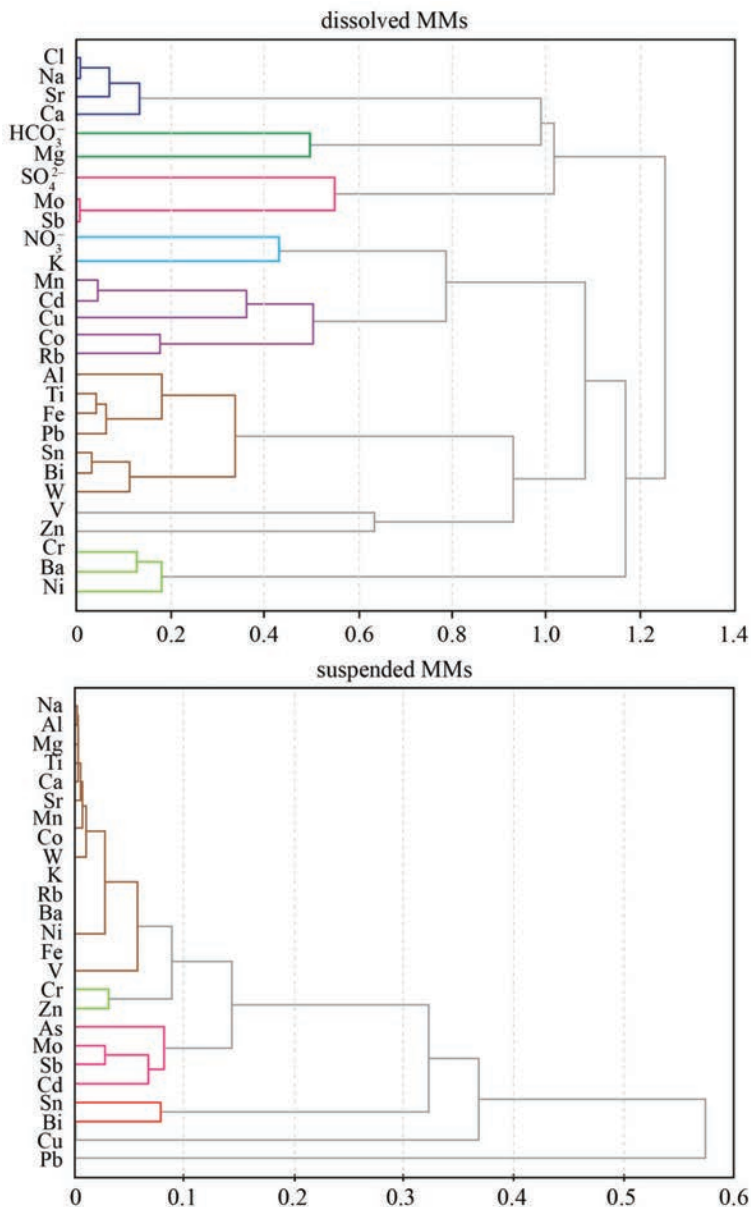 dissolved MMs
Cl
Na
Sr
Ca
HCO₃⁻
Mg
SO₄²⁻
Mo
Sb
NO₃⁻
K
Mn
Cd
Cu
Co
Rb
Al
Ti
Fe
Pb
Sn
Bi
W
V
Zn
Cr
Ba
Ni
0 0.2 0.4 0.6 0.8 1.0 1.2 1.4
suspended MMs
Na
Al
Mg
Ti
Ca
Sr
Mn
Co
W
K
Rb
Ba
Ni
Fe
V
Cr
Zn
As
Mo
Sb
Cd
Sn
Bi
Cu
Pb
0 0.1 0.2 0.3 0.4 0.5 0.6